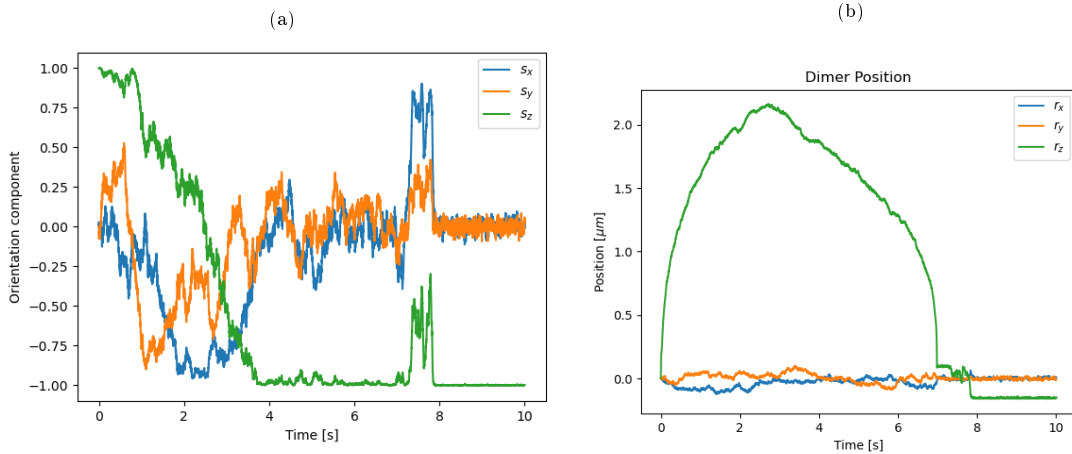 (a)
1.00
0.75
0.50
0.25
0.00
−0.25
−0.50
−0.75
−1.00
Orientation component
0
2
4
6
8
10
Time [s]
s_x
s_y
s_z
(b)
Dimer Position
2.0
1.5
1.0
0.5
0.0
Position [μm]
0
2
4
6
8
10
Time [s]
r_x
r_y
r_z